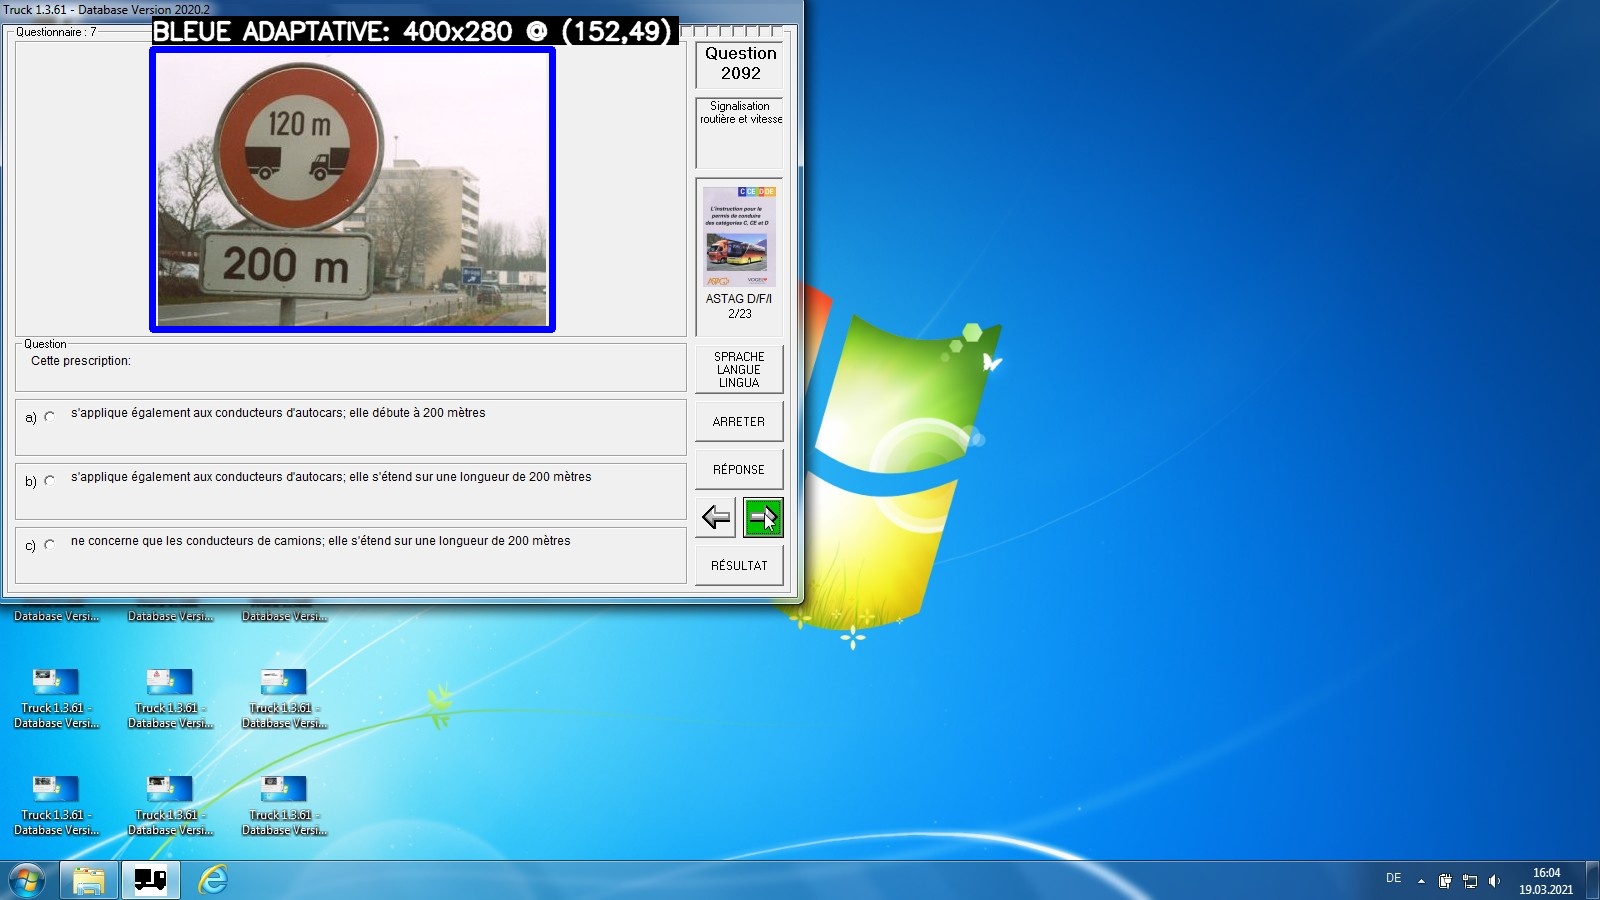 Truck 1.3.61 - Database Version 2020.2
BLEUE ADAPTATIVE: 400x280 @ (152,49)
Questionnaire : 7
120 m
200 m
Question
2092
Signalisation
routière et vitesse
C CE D DE
L'instruction pour le
permis de conduire
des catégories C, CE et D
ASTAG D/F/I
2/23
Question
Cette prescription:
a) s'applique également aux conducteurs d'autocars; elle débute à 200 mètres
b) s'applique également aux conducteurs d'autocars; elle s'étend sur une longueur de 200 mètres
c) ne concerne que les conducteurs de camions; elle s'étend sur une longueur de 200 mètres
SPRACHE
LANGUE
LINGUA
ARRETER
RÉPONSE
RÉSULTAT
Database Versi...
Database Versi...
Database Versi...
Truck 1.3.61 -
Database Versi...
Truck 1.3.61 -
Database Versi...
Truck 1.3.61 -
Database Versi...
Truck 1.3.61 -
Database Versi...
Truck 1.3.61 -
Database Versi...
Truck 1.3.61 -
Database Versi...
DE
16:04
19.03.2021